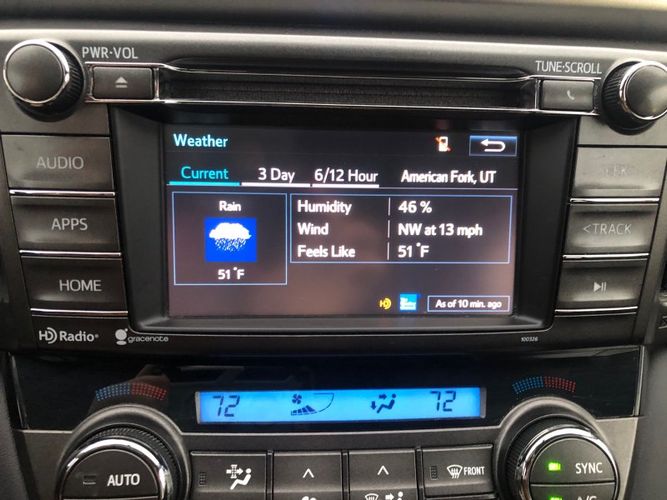 PWR·VOL
TUNE·SCROLL
AUDIO
APPS
HOME
Weather
Current 3 Day 6/12 Hour American Fork, UT
Rain
51°F
Humidity 46 %
Wind NW at 13 mph
Feels Like 51°F
As of 10 min. ago
<TRACK
HD Radio®
gracenote
100326
72
72
AUTO
FRONT
SYNC
A/C